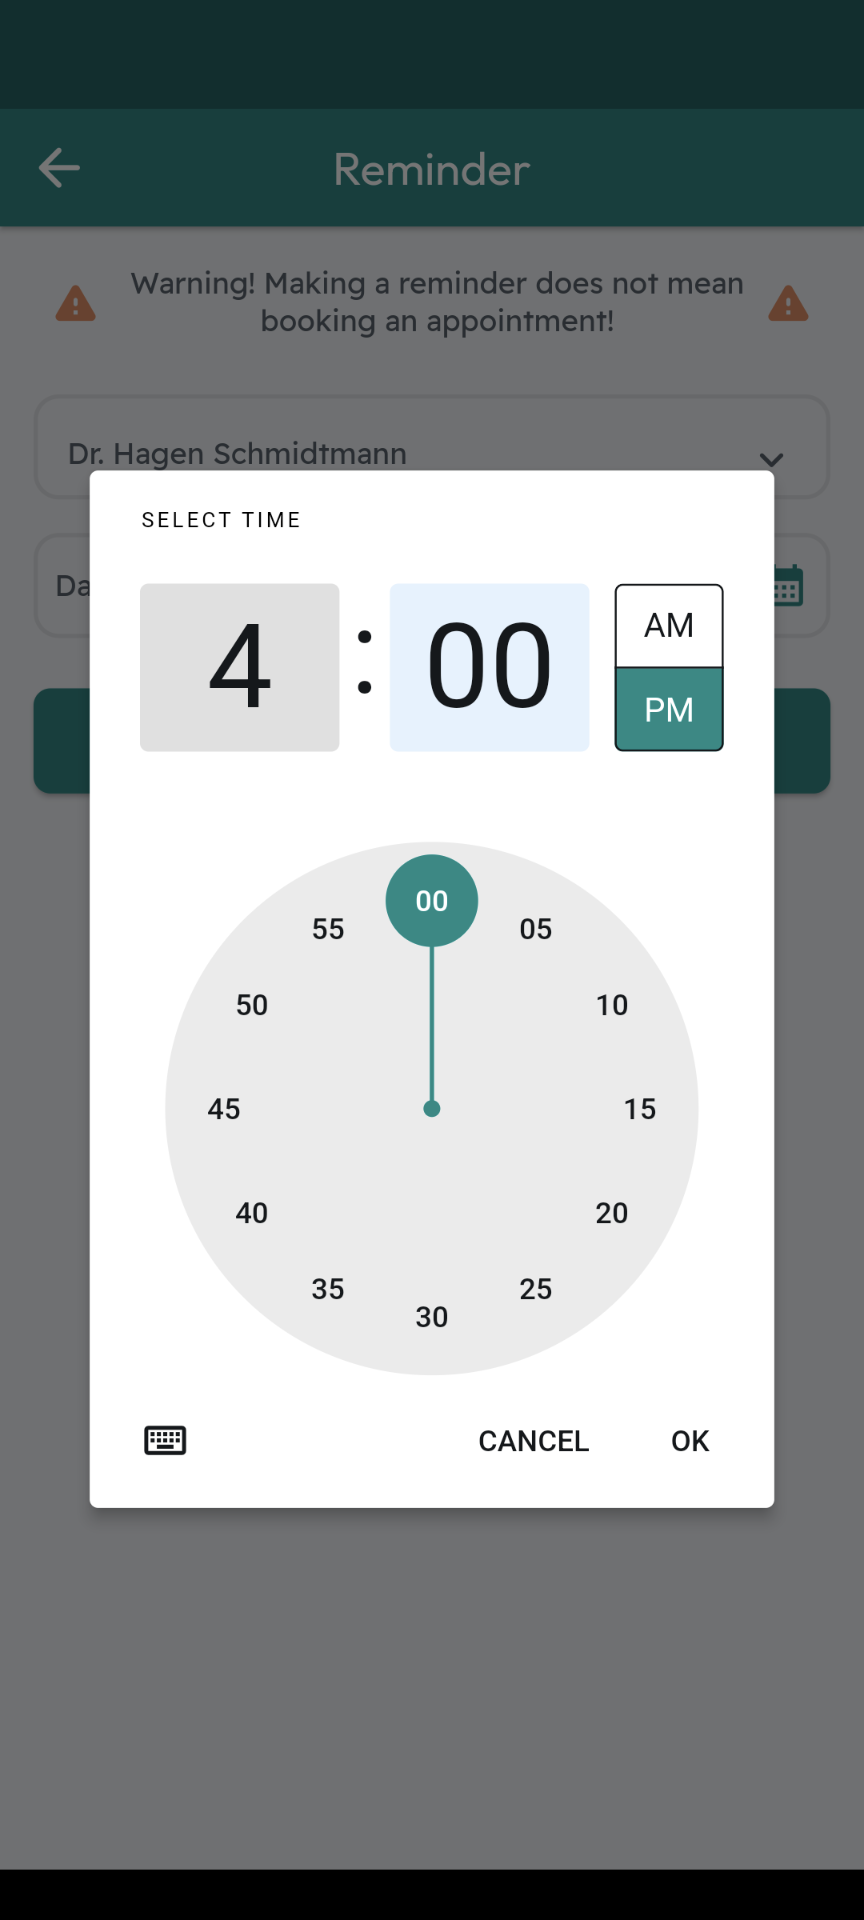 Reminder
Warning! Making a reminder does not mean
booking an appointment!
Dr. Hagen Schmidtmann
SELECT TIME
4 : 00
AM
PM
00
05
10
15
20
25
30
35
40
45
50
55
CANCEL
OK